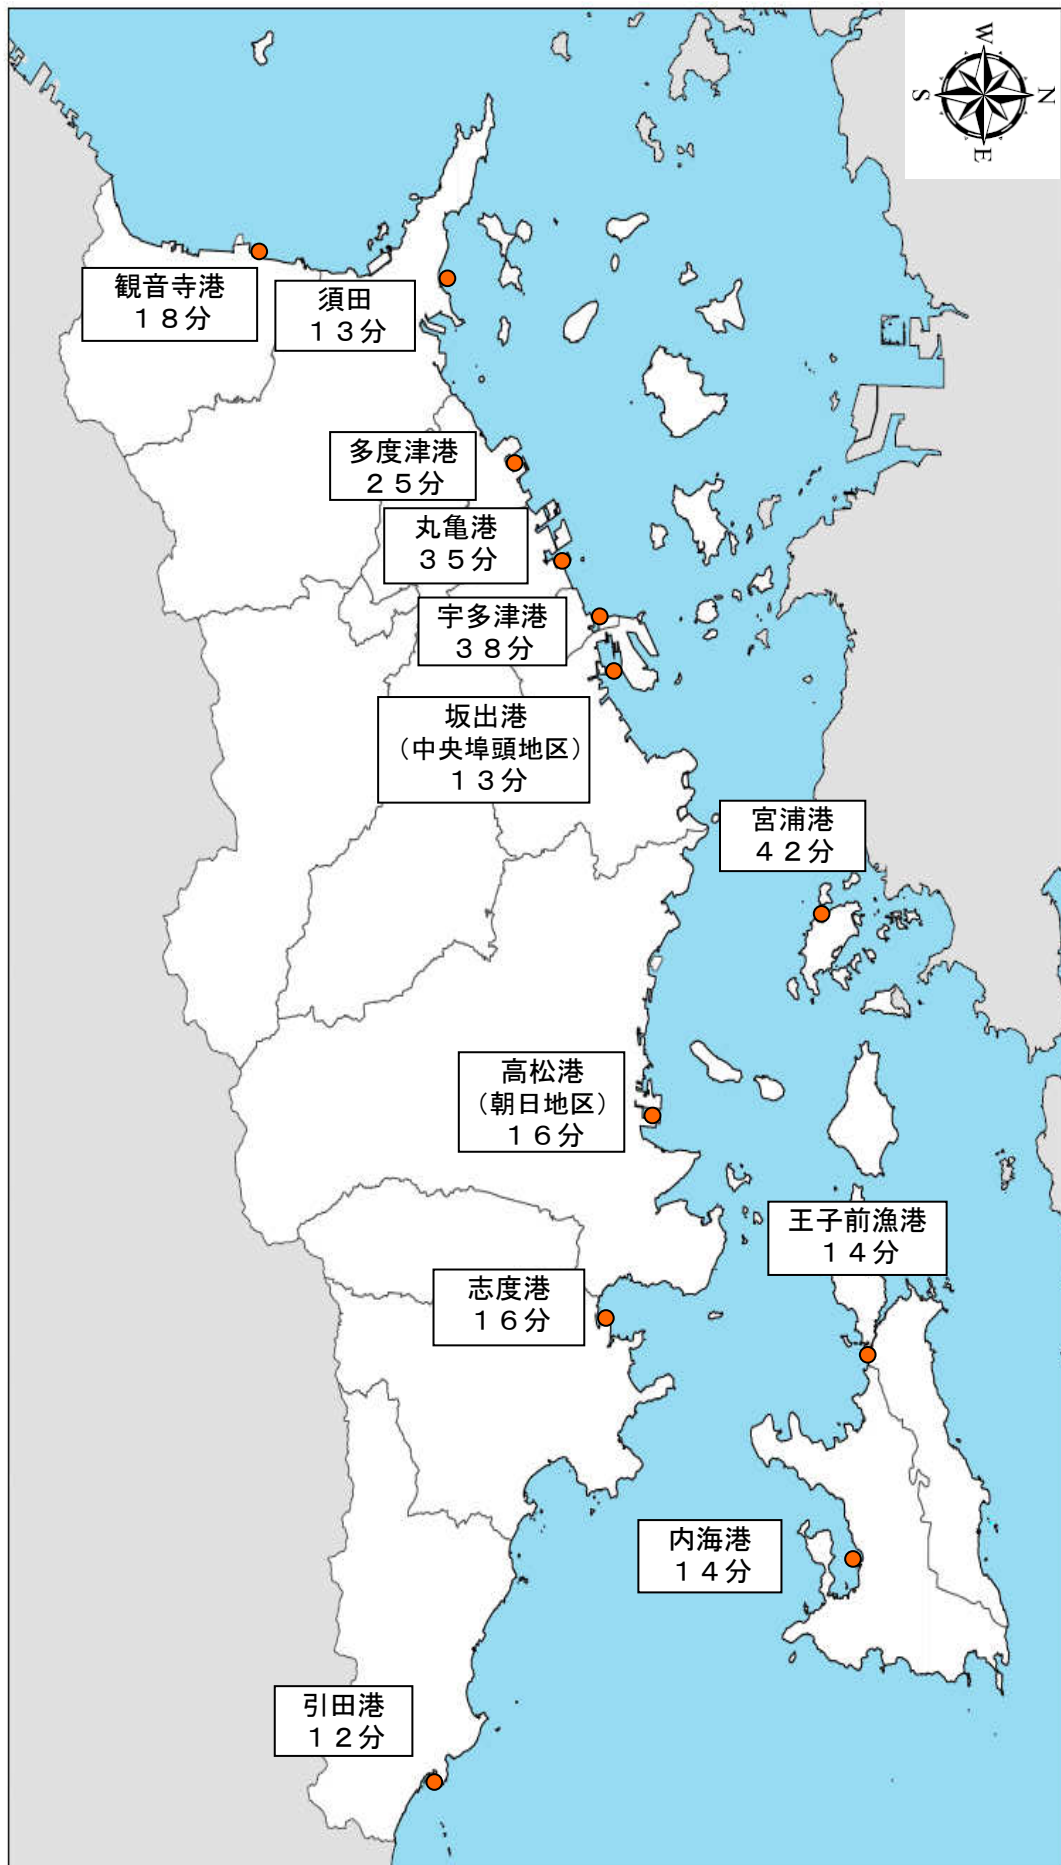 W
S
N
E
観音寺港
１８分
須田
１３分
多度津港
２５分
丸亀港
３５分
宇多津港
３８分
坂出港
（中央埠頭地区）
１３分
宮浦港
４２分
高松港
（朝日地区）
１６分
王子前漁港
１４分
志度港
１６分
内海港
１４分
引田港
１２分